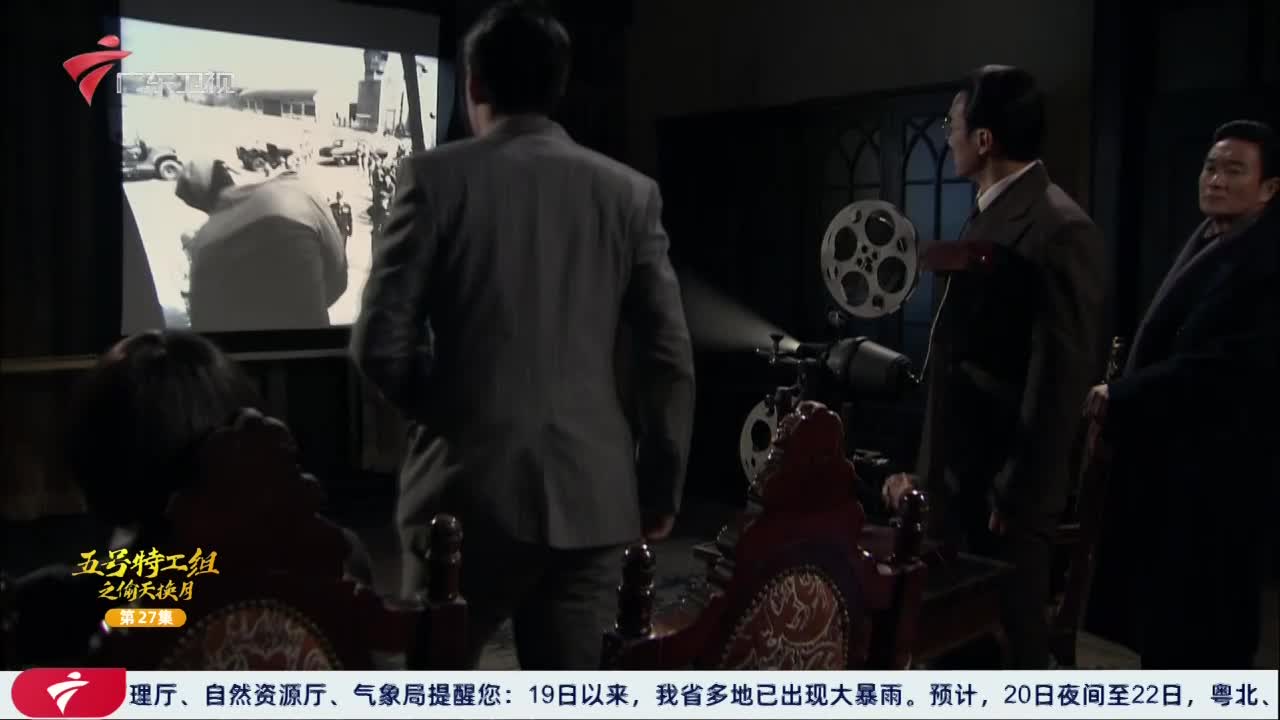 广东卫视
五号特工组
之偷天换月
第27集
理厅、自然资源厅、气象局提醒您：19日以来，我省多地已出现大暴雨。预计，20日夜间至22日，粤北、